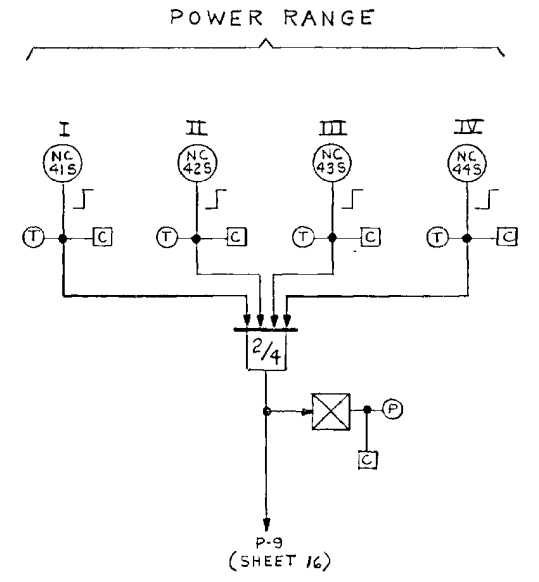 POWER RANGE
I II III IV
NC 41S
NC 42S
NC 43S
NC 44S
T C T C T C T C
2/4
P
C
P-9
(SHEET 16)